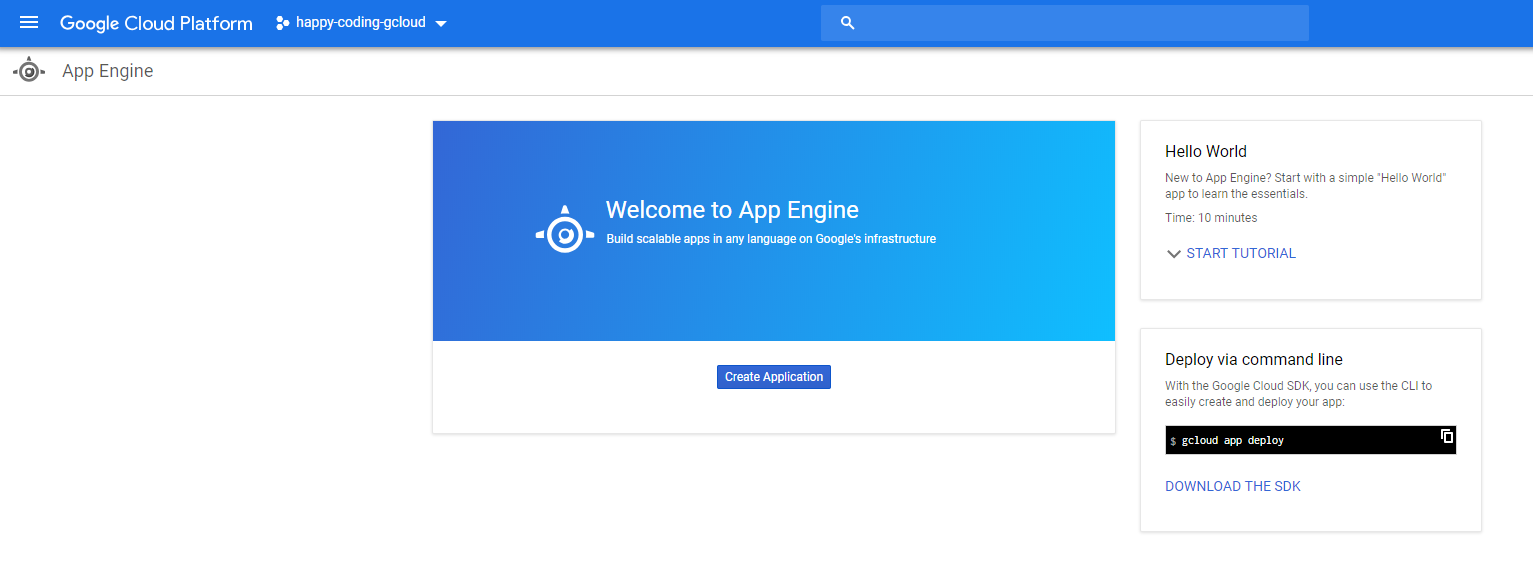 Google Cloud Platform
happy-coding-gcloud
App Engine
Welcome to App Engine
Build scalable apps in any language on Google's infrastructure
Create Application
Hello World
New to App Engine? Start with a simple "Hello World"
app to learn the essentials.
Time: 10 minutes
START TUTORIAL
Deploy via command line
With the Google Cloud SDK, you can use the CLI to
easily create and deploy your app:
$ gcloud app deploy
DOWNLOAD THE SDK